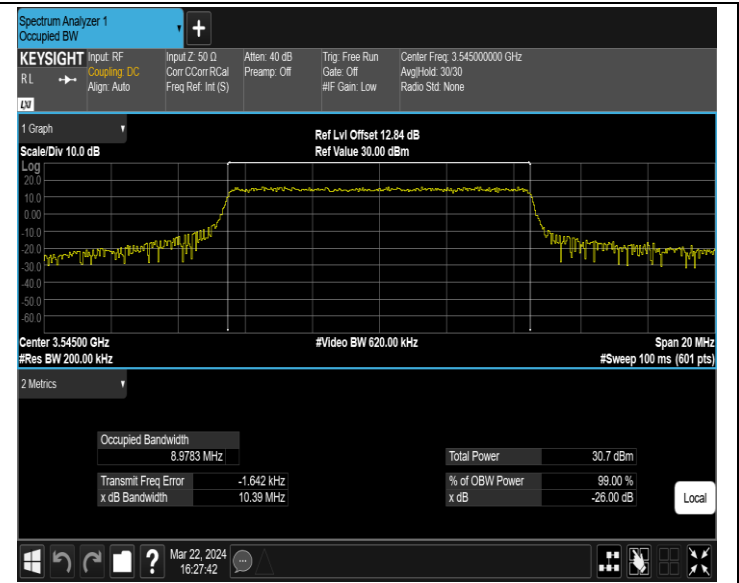 Spectrum Analyzer 1
Occupied BW
+
KEYSIGHT
RL
LXI
Input: RF
Coupling: DC
Align: Auto
Input Z: 50 Ω
Corr CCorr RCal
Freq Ref: Int (S)
Atten: 40 dB
Preamp: Off
Trig: Free Run
Gate: Off
#IF Gain: Low
Center Freq: 3.545000000 GHz
Avg|Hold: 30/30
Radio Std: None
1 Graph
Scale/Div 10.0 dB
Ref Lvl Offset 12.84 dB
Ref Value 30.00 dBm
Log
20.0
10.0
0.00
-10.0
-20.0
-30.0
-40.0
-50.0
-60.0
Center 3.54500 GHz
#Video BW 620.00 kHz
Span 20 MHz
#Res BW 200.00 kHz
#Sweep 100 ms (601 pts)
2 Metrics
Occupied Bandwidth
8.9783 MHz
Transmit Freq Error -1.642 kHz
x dB Bandwidth 10.39 MHz
Total Power 30.7 dBm
% of OBW Power 99.00 %
x dB -26.00 dB
Local
?
Mar 22, 2024
16:27:42